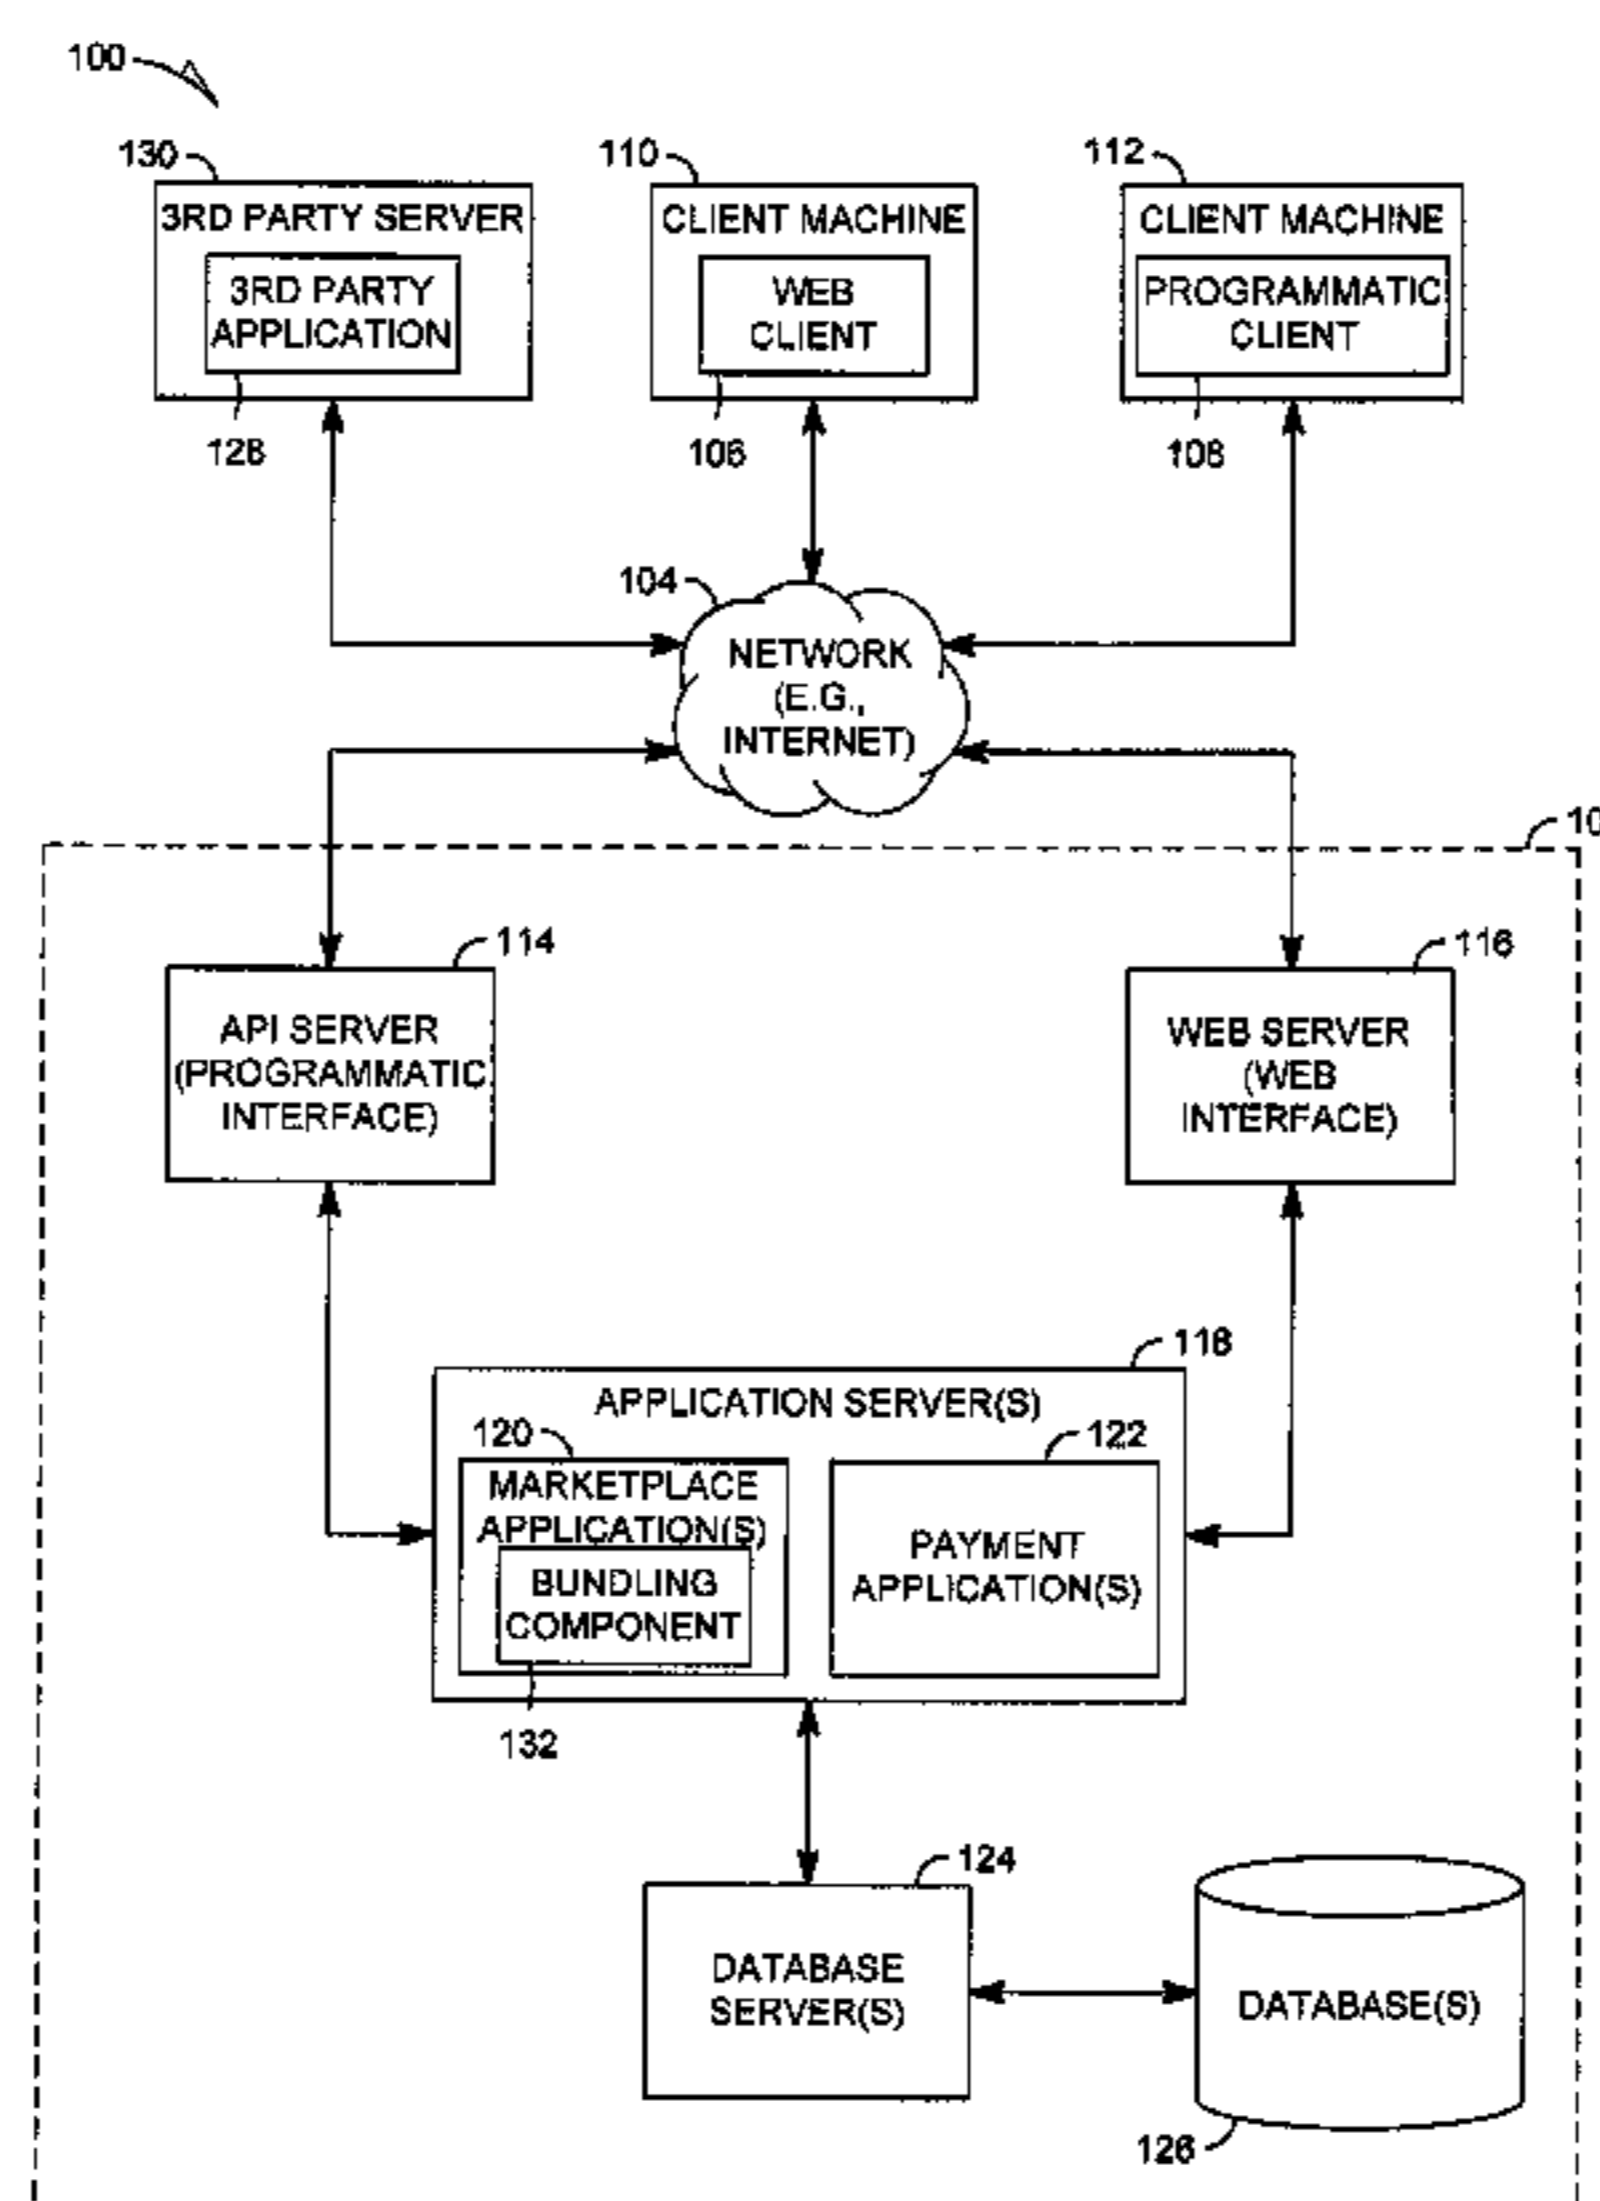 100
130
110
112
3RD PARTY SERVER
CLIENT MACHINE
CLIENT MACHINE
3RD PARTY
APPLICATION
WEB
CLIENT
PROGRAMMATIC
CLIENT
128
106
108
104
NETWORK
(E.G.,
INTERNET)
10
114
116
API SERVER
(PROGRAMMATIC
INTERFACE)
WEB SERVER
(WEB
INTERFACE)
118
APPLICATION SERVER(S)
120
122
MARKETPLACE
APPLICATION(S)
BUNDLING
COMPONENT
PAYMENT
APPLICATION(S)
132
124
DATABASE
SERVER(S)
DATABASE(S)
126